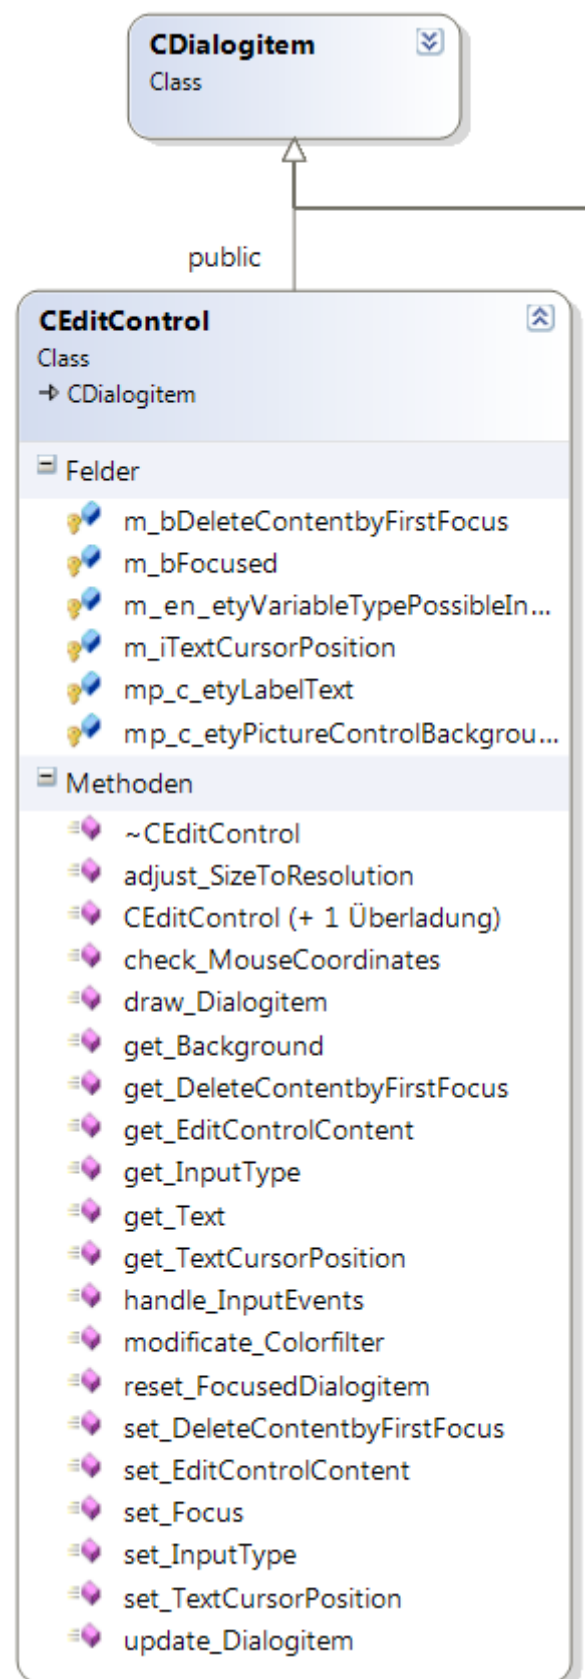 CDialogitem
Class
public
CEditControl
Class
CDialogitem
Felder
m_bDeleteContentbyFirstFocus
m_bFocused
m_en_etyVariableTypePossibleIn...
m_iTextCursorPosition
mp_c_etyLabelText
mp_c_etyPictureControlBackgrou...
Methoden
~CEditControl
adjust_SizeToResolution
CEditControl (+ 1 Überladung)
check_MouseCoordinates
draw_Dialogitem
get_Background
get_DeleteContentbyFirstFocus
get_EditControlContent
get_InputType
get_Text
get_TextCursorPosition
handle_InputEvents
modificate_Colorfilter
reset_FocusedDialogitem
set_DeleteContentbyFirstFocus
set_EditControlContent
set_Focus
set_InputType
set_TextCursorPosition
update_Dialogitem